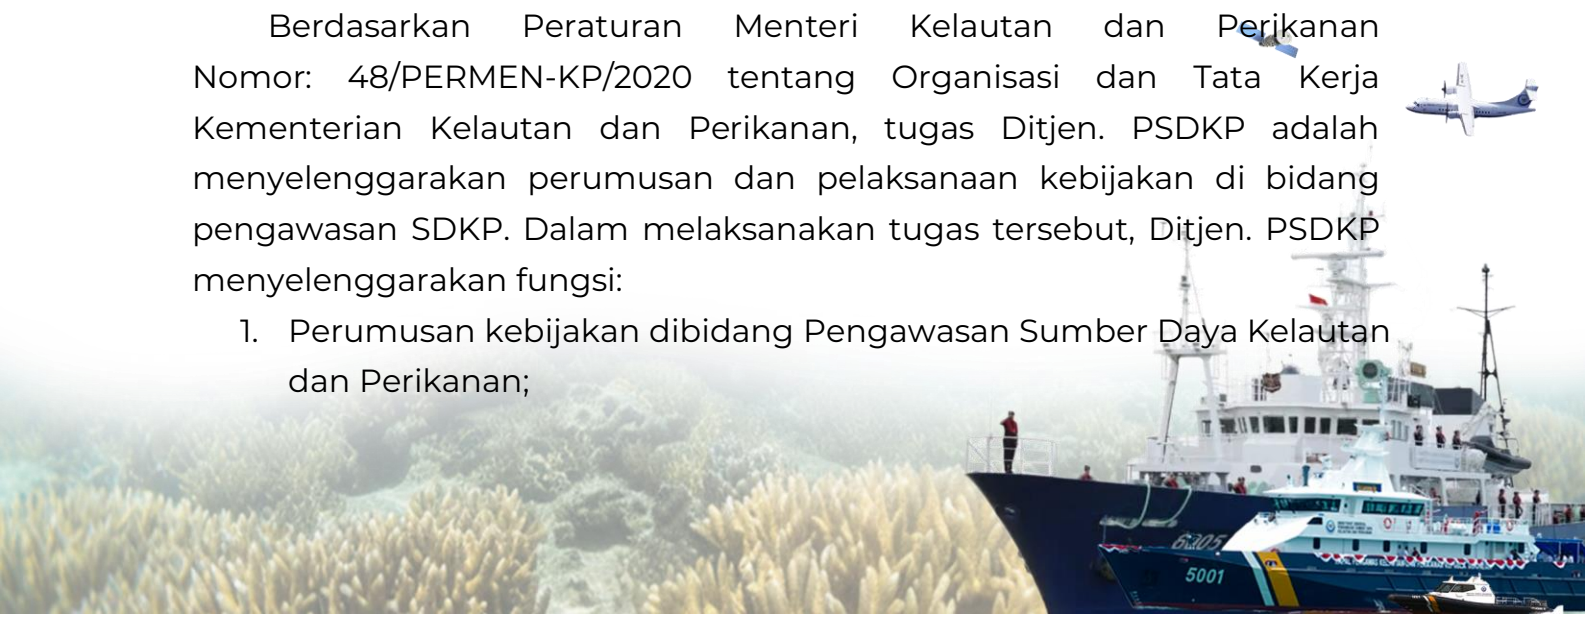 Berdasarkan Peraturan Menteri Kelautan dan Perikanan
Nomor: 48/PERMEN-KP/2020 tentang Organisasi dan Tata Kerja
Kementerian Kelautan dan Perikanan, tugas Ditjen. PSDKP adalah
menyelenggarakan perumusan dan pelaksanaan kebijakan di bidang
pengawasan SDKP. Dalam melaksanakan tugas tersebut, Ditjen. PSDKP
menyelenggarakan fungsi:
1. Perumusan kebijakan dibidang Pengawasan Sumber Daya Kelautan
dan Perikanan;
6305
5001